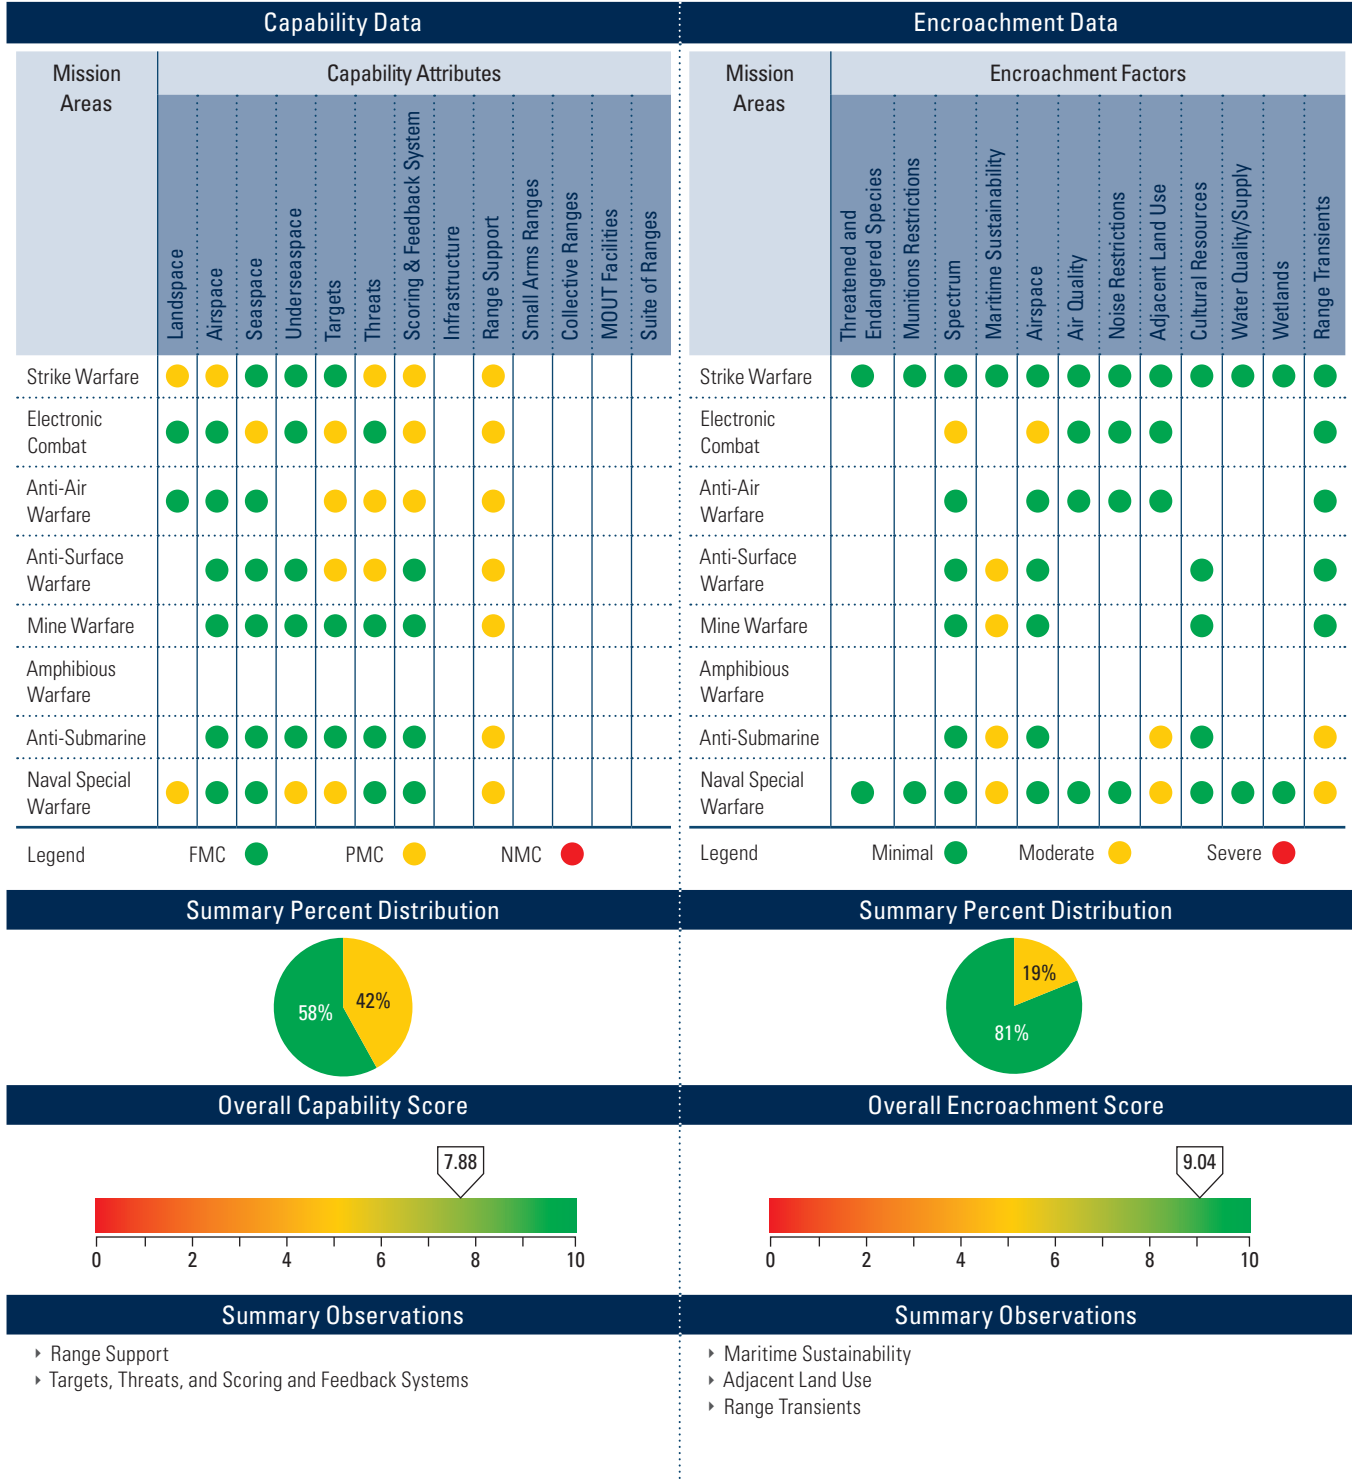 Capability Data
Mission
Areas
Capability Attributes
Landspace
Airspace
Seaspace
Underseaspace
Targets
Threats
Scoring & Feedback System
Infrastructure
Range Support
Small Arms Ranges
Collective Ranges
MOUT Facilities
Suite of Ranges
Strike Warfare
Electronic
Combat
Anti-Air
Warfare
Anti-Surface
Warfare
Mine Warfare
Amphibious
Warfare
Anti-Submarine
Naval Special
Warfare
Legend
FMC
PMC
NMC
Summary Percent Distribution
58%
42%
Overall Capability Score
7.88
0 2 4 6 8 10
Summary Observations
‣ Range Support
‣ Targets, Threats, and Scoring and Feedback Systems
Encroachment Data
Mission
Areas
Encroachment Factors
Threatened and
Endangered Species
Munitions Restrictions
Spectrum
Maritime Sustainability
Airspace
Air Quality
Noise Restrictions
Adjacent Land Use
Cultural Resources
Water Quality/Supply
Wetlands
Range Transients
Strike Warfare
Electronic
Combat
Anti-Air
Warfare
Anti-Surface
Warfare
Mine Warfare
Amphibious
Warfare
Anti-Submarine
Naval Special
Warfare
Legend
Minimal
Moderate
Severe
Summary Percent Distribution
19%
81%
Overall Encroachment Score
9.04
0 2 4 6 8 10
Summary Observations
‣ Maritime Sustainability
‣ Adjacent Land Use
‣ Range Transients